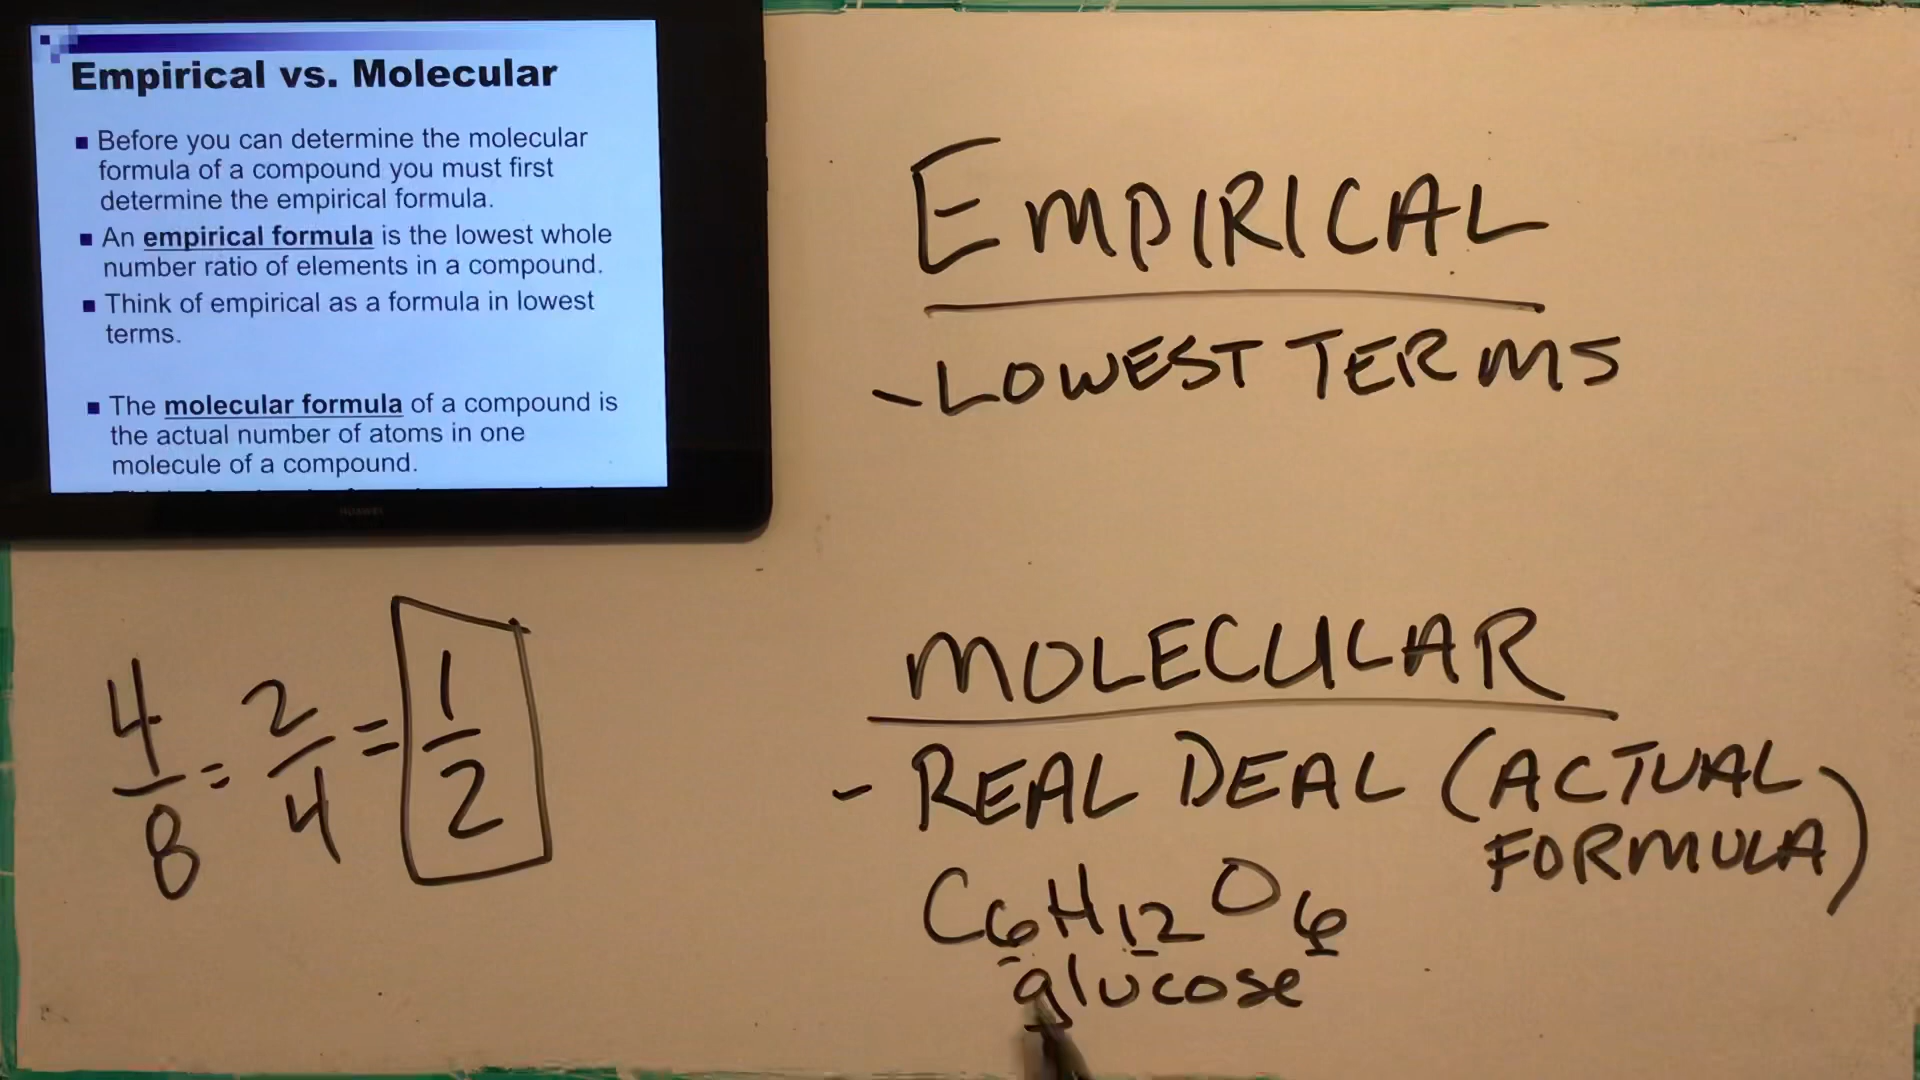 Empirical vs. Molecular
Before you can determine the molecular
formula of a compound you must first
determine the empirical formula.
An empirical formula is the lowest whole
number ratio of elements in a compound.
Think of empirical as a formula in lowest
terms.
The molecular formula of a compound is
the actual number of atoms in one
molecule of a compound.
HUAWEI
EMPIRICAL
- LOWEST TERMS
4/8 = 2/4 = 1/2
MOLECULAR
- REAL DEAL (ACTUAL
FORMULA)
C6H12O6
glucose